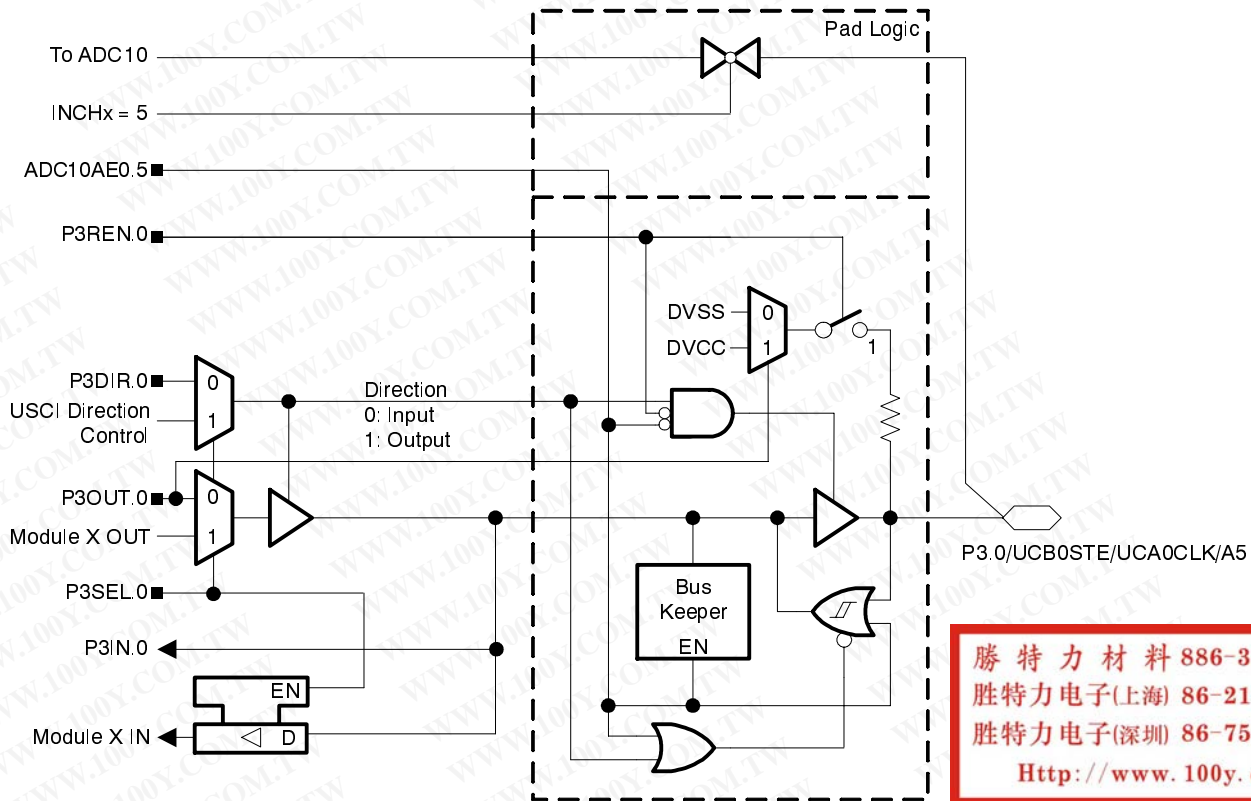 Pad Logic
To ADC10
INCHx = 5
ADC10AE0.5
P3REN.0
DVSS
0
DVCC
1
1
P3DIR.0
0
USCI Direction
Control
1
Direction
0: Input
1: Output
P3OUT.0
0
Module X OUT
1
P3SEL.0
P3IN.0
EN
Module X IN
D
Bus
Keeper
EN
P3.0/UCB0STE/UCA0CLK/A5
勝特力材料 886-3
胜特力电子(上海) 86-21
胜特力电子(深圳) 86-75
Http://www.100y.
WWW.100Y.COM.TW